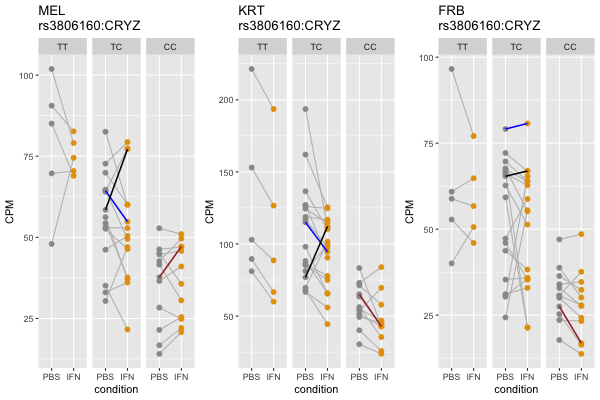 MEL
rs3806160:CRYZ
TT TC CC
CPM
100
75
50
25
PBS IFN PBS IFN PBS IFN
condition
KRT
rs3806160:CRYZ
TT TC CC
CPM
200
150
100
50
PBS IFN PBS IFN PBS IFN
condition
FRB
rs3806160:CRYZ
TT TC CC
CPM
100
75
50
25
PBS IFN PBS IFN PBS IFN
condition